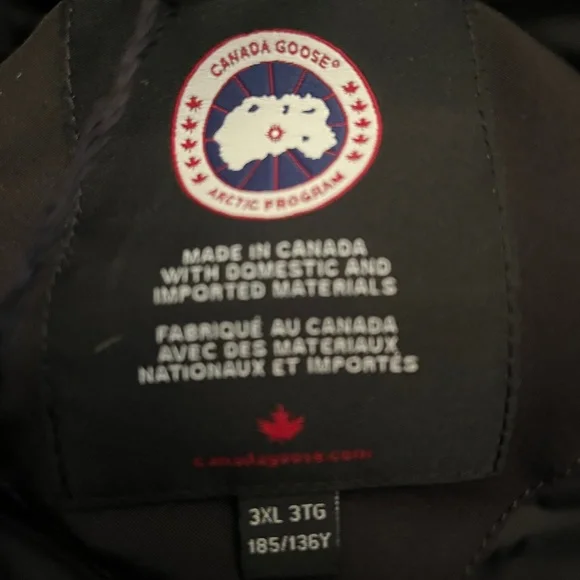 CANADA GOOSE®
ARCTIC PROGRAM
MADE IN CANADA
WITH DOMESTIC AND
IMPORTED MATERIALS
FABRIQUÉ AU CANADA
AVEC DES MATERIAUX
NATIONAUX ET IMPORTÉS
canadagoose.com
3XL 3TG
185/136Y